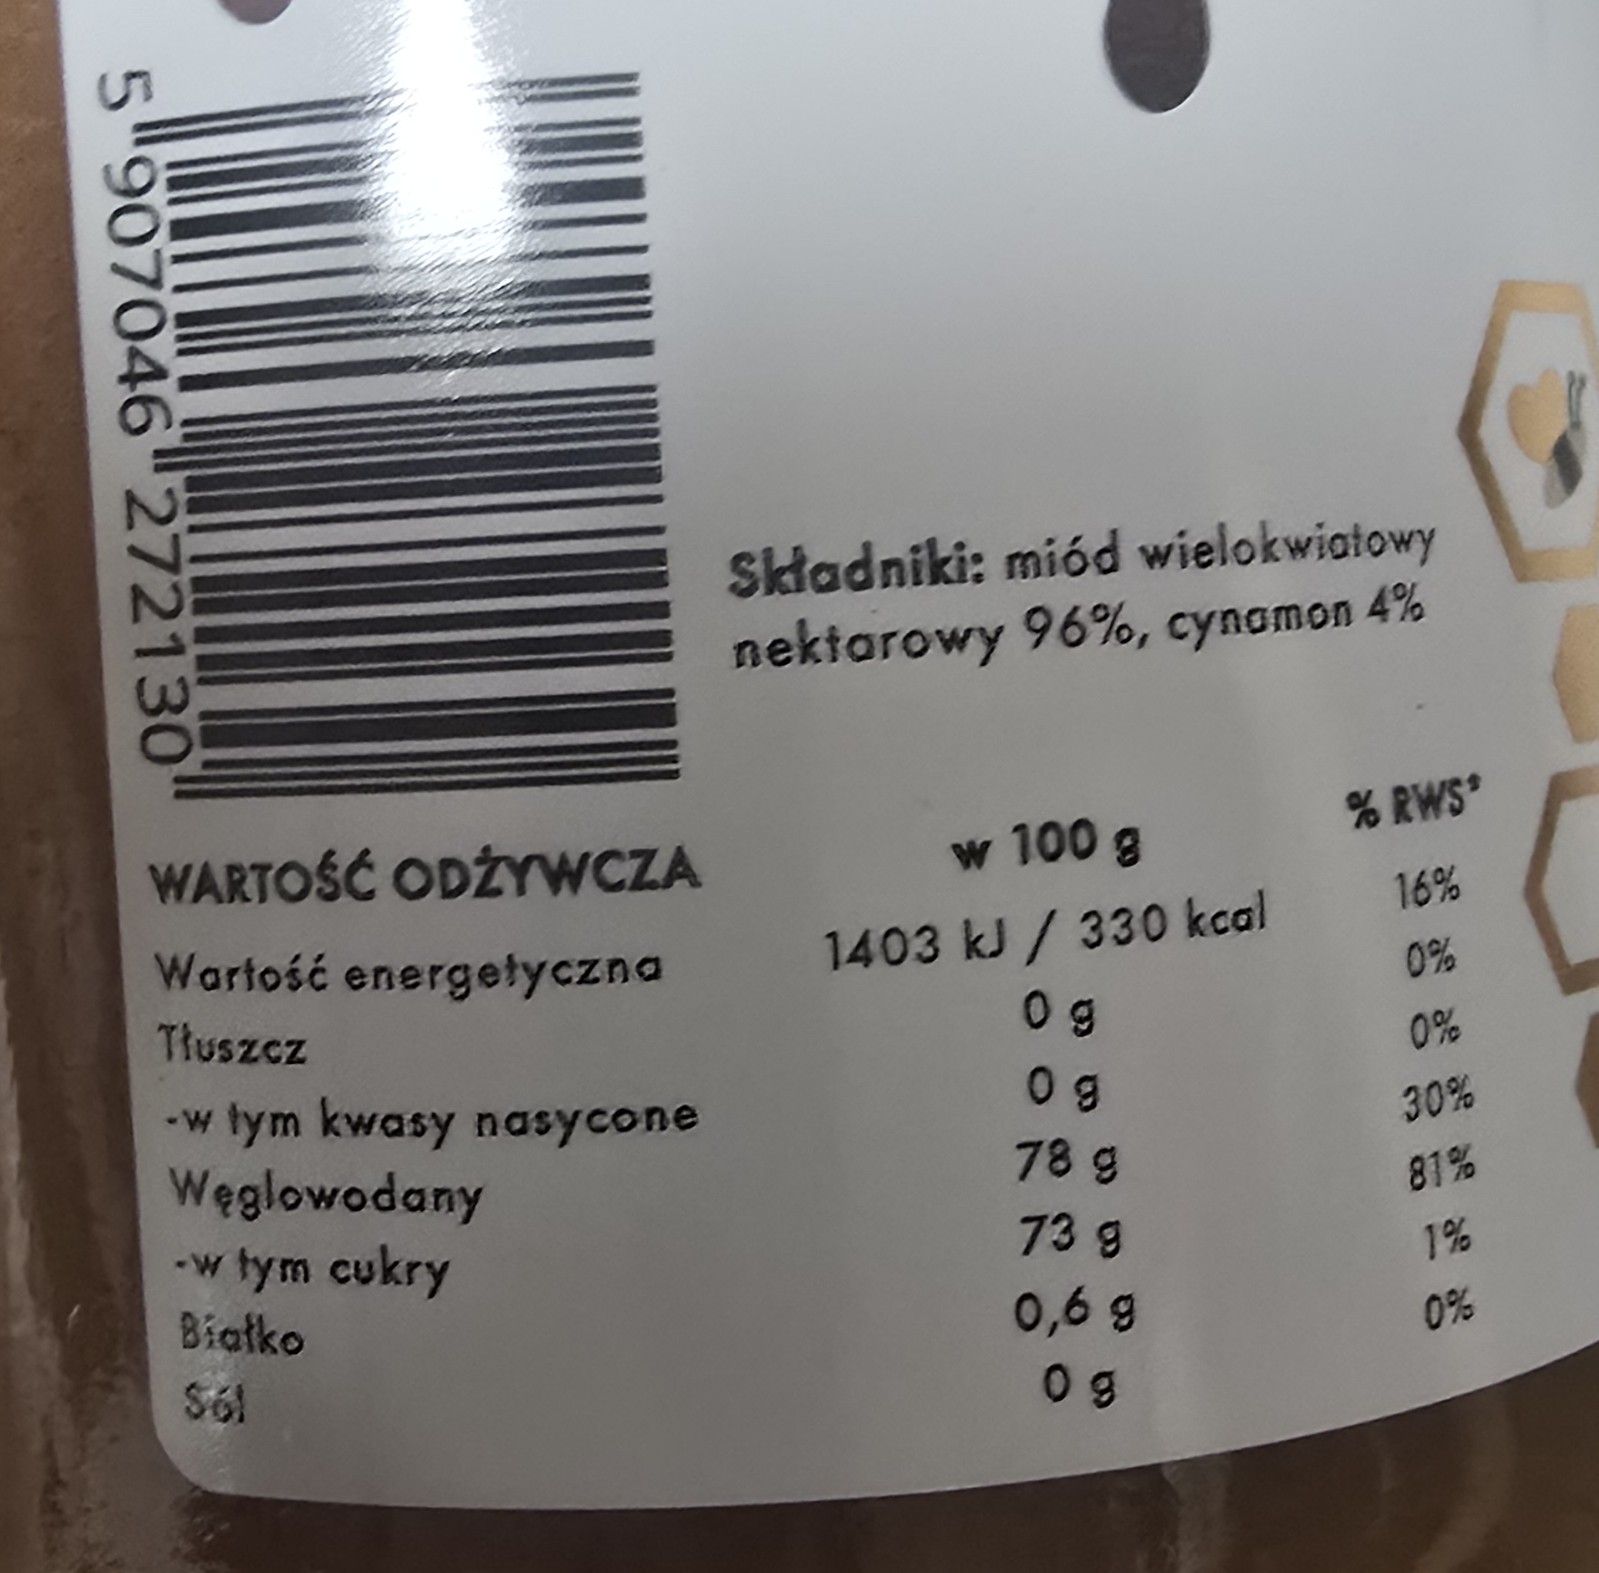 5 907046 272130
Składniki: miód wielokwiatowy
nektarowy 96%, cynamon 4%
WARTOŚĆ ODŻYWCZA w 100 g % RWS*
Wartość energetyczna 1403 kJ / 330 kcal 16%
Tłuszcz 0 g 0%
-w tym kwasy nasycone 0 g 0%
Węglowodany 78 g 30%
-w tym cukry 73 g 81%
Białko 0,6 g 1%
Sól 0 g 0%